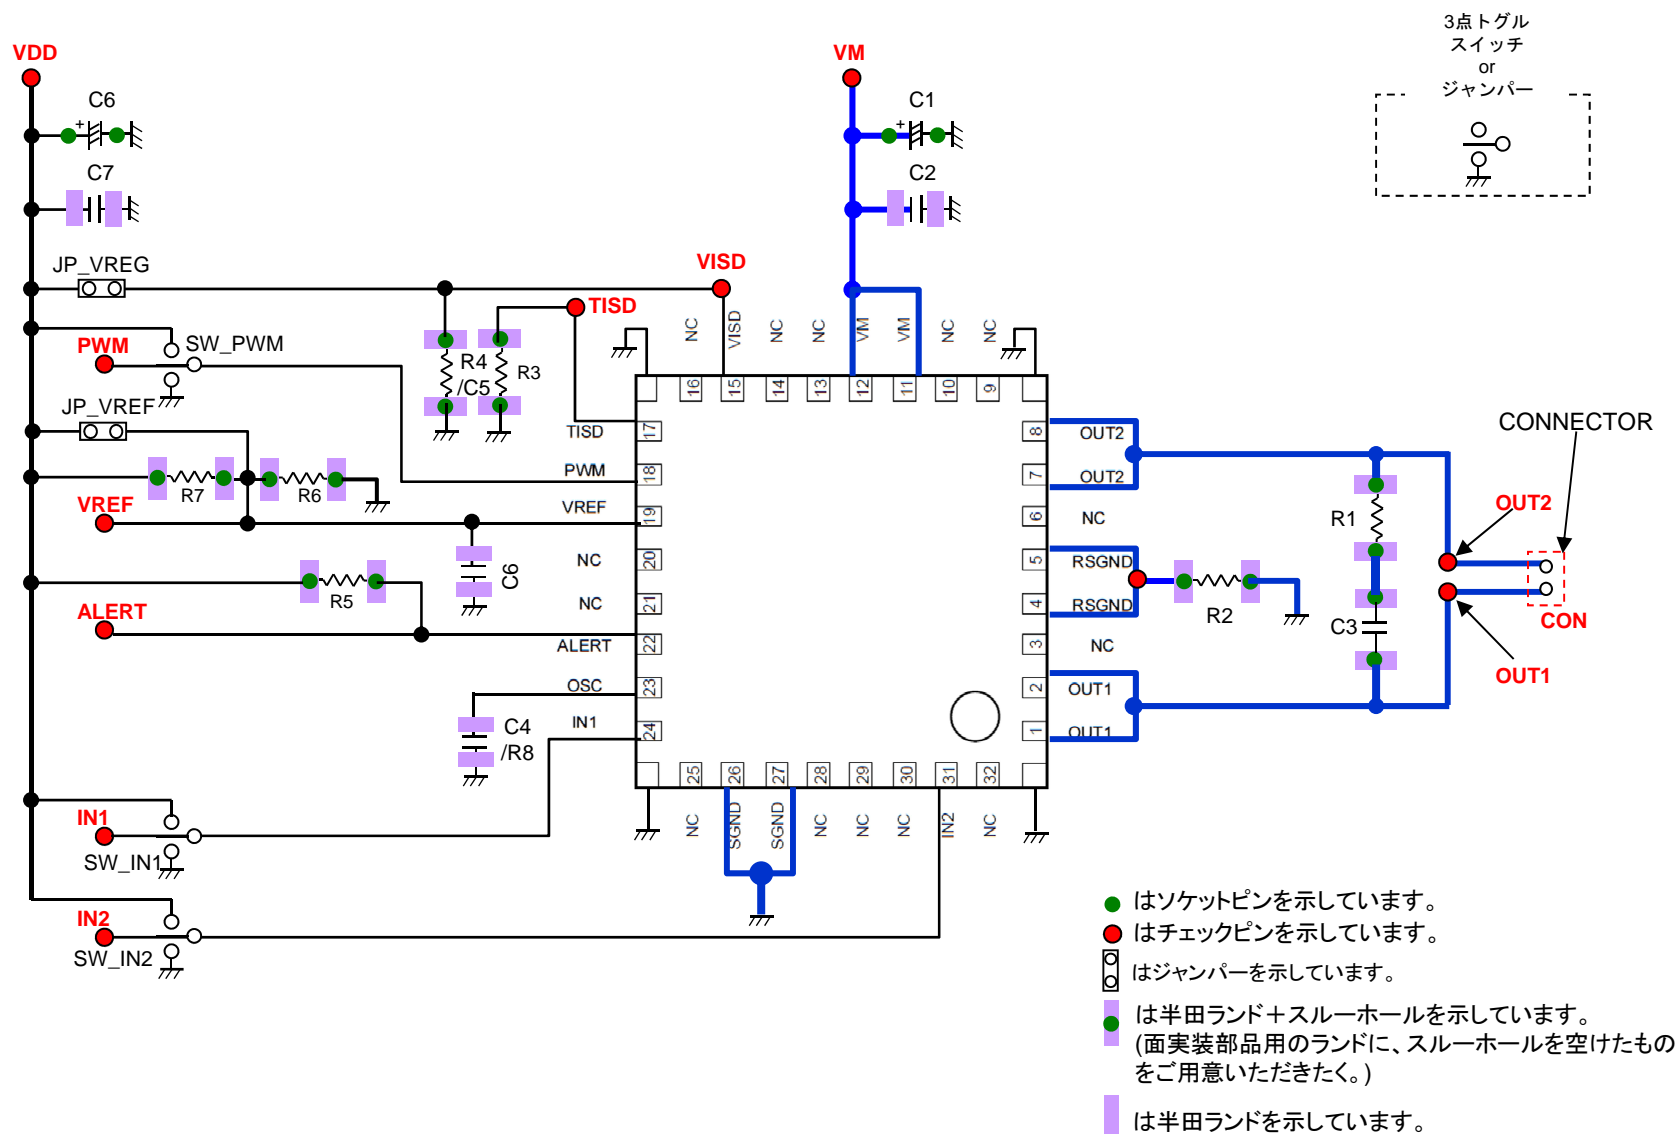 3点トグル
スイッチ
or
ジャンパー
VDD
VM
C6
+
C1
+
C7
C2
JP_VREG
VISD
TISD
PWM
SW_PWM
R4
/C5
R3
JP_VREF
NC
VISD
NC
NC
VM
VM
NC
NC
16
15
14
13
12
11
10
9
TISD
17
8
OUT2
PWM
18
7
OUT2
R7
R6
VREF
VREF
19
6
NC
NC
20
5
RSGND
NC
21
4
RSGND
C6
R5
R2
ALERT
ALERT
22
3
NC
OSC
23
2
OUT1
IN1
24
1
OUT1
C4
/R8
R1
C3
CONNECTOR
OUT2
CON
OUT1
25
26
27
28
29
30
31
32
NC
SGND
SGND
NC
NC
NC
IN2
NC
IN1
SW_IN1
IN2
SW_IN2
はソケットピンを示しています。
はチェックピンを示しています。
はジャンパーを示しています。
は半田ランド＋スルーホールを示しています。
(面実装部品用のランドに、スルーホールを空けたもの
をご用意いただきたく。)
は半田ランドを示しています。